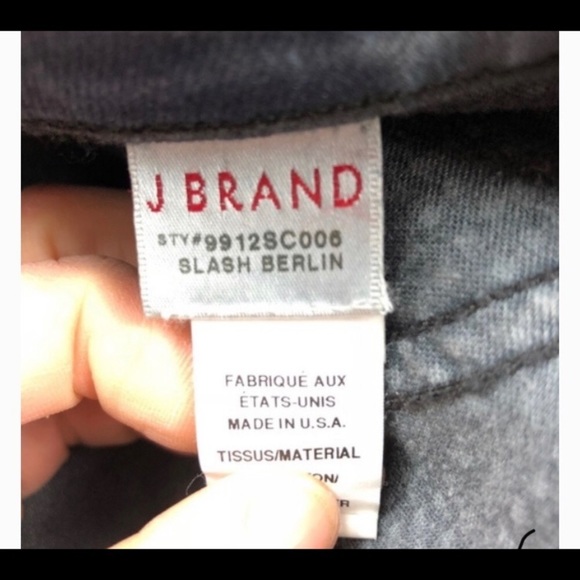 J BRAND
STY#9912SC006
SLASH BERLIN
FABRIQUÉ AUX
ÉTATS-UNIS
MADE IN U.S.A.
TISSUS/MATERIAL